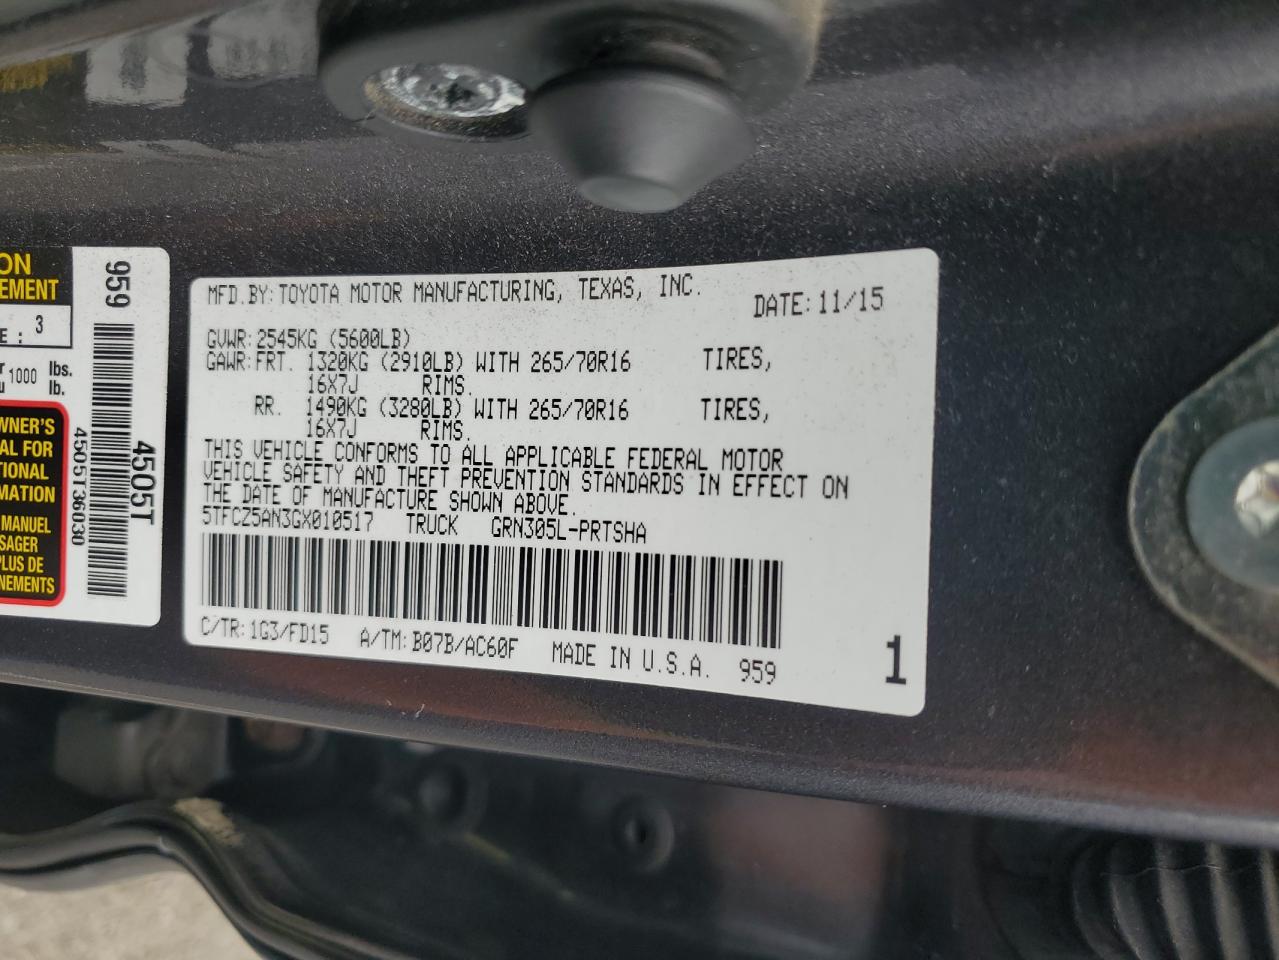 ON
EMENT
E : 3
r 1000 lbs.
u lb.
WNER'S
AL FOR
TIONAL
MATION
MANUEL
SAGER
PLUS DE
NEMENTS
959
4505T36030
4505T
MFD.BY:TOYOTA MOTOR MANUFACTURING, TEXAS, INC. DATE:11/15
GVWR:2545KG (5600LB)
GAWR:FRT. 1320KG (2910LB) WITH 265/70R16 TIRES,
16X7J RIMS.
RR. 1490KG (3280LB) WITH 265/70R16 TIRES,
16X7J RIMS.
THIS VEHICLE CONFORMS TO ALL APPLICABLE FEDERAL MOTOR
VEHICLE SAFETY AND THEFT PREVENTION STANDARDS IN EFFECT ON
THE DATE OF MANUFACTURE SHOWN ABOVE.
5TFCZ5AN3GX010517 TRUCK GRN305L-PRTSHA
C/TR:1G3/FD15 A/TM:B07B/AC60F MADE IN U.S.A. 959
1